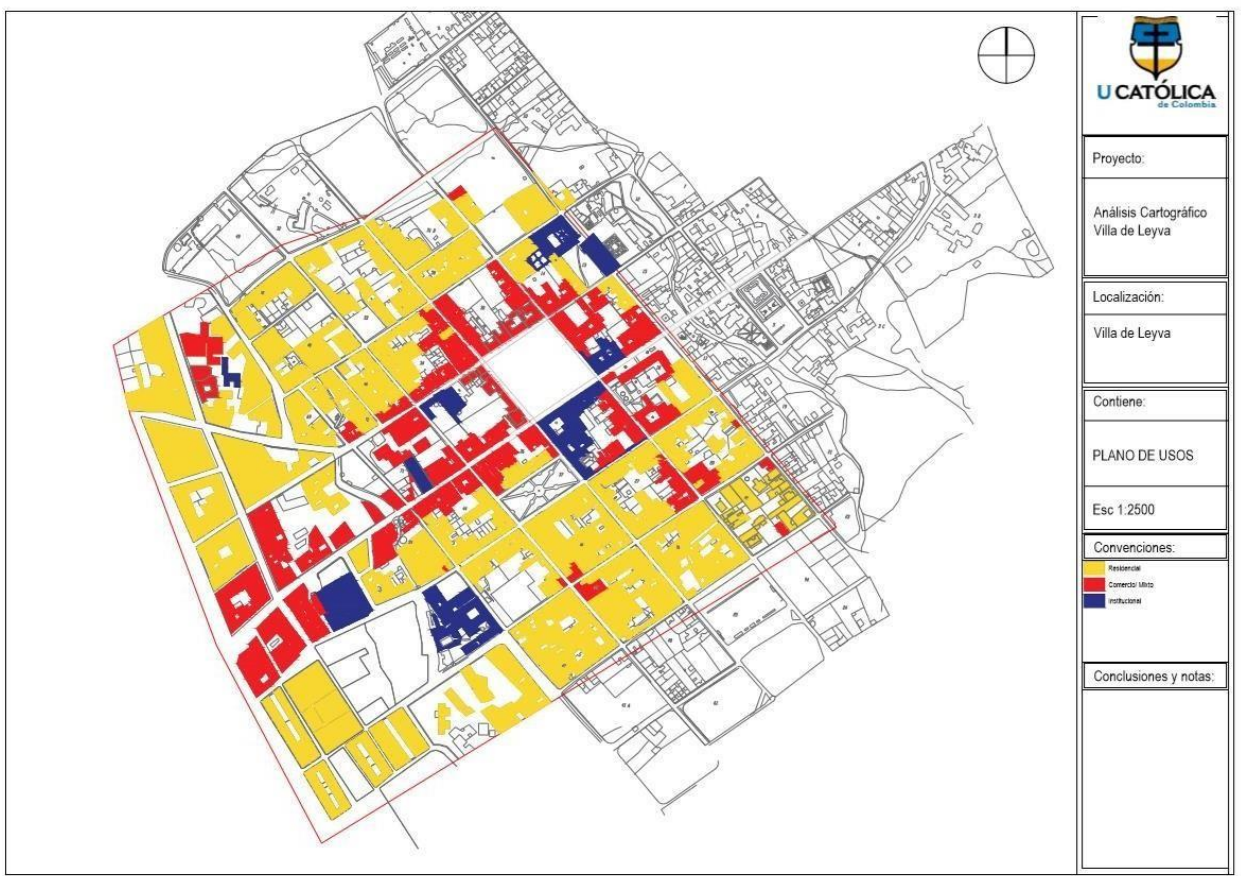 U CATÓLICA
de Colombia
Proyecto:
Análisis Cartográfico
Villa de Leyva
Localización:
Villa de Leyva
Contiene:
PLANO DE USOS
Esc 1:2500
Convenciones:
Residencial
Comercio/ Mixto
Institucional
Conclusiones y notas: